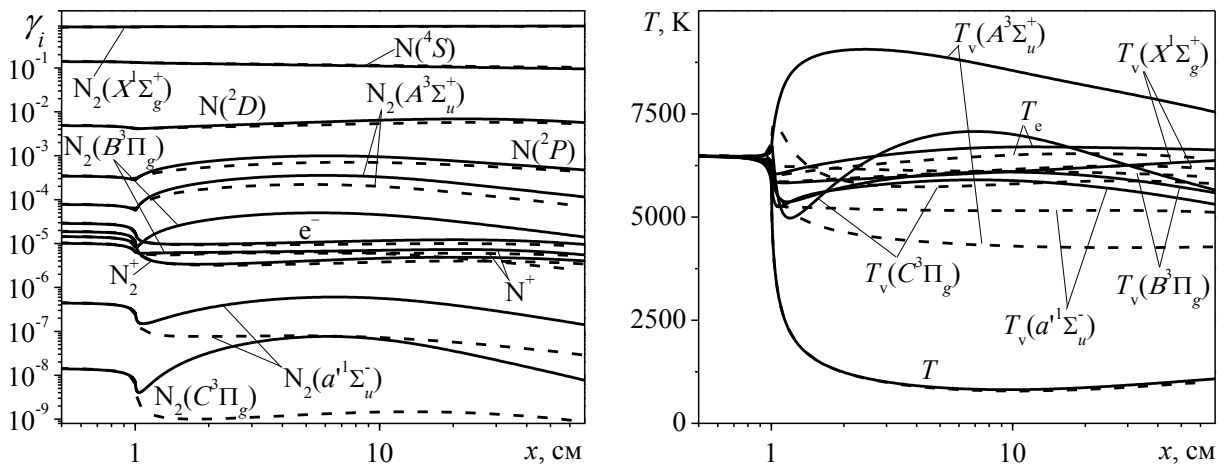 γᵢ
10⁻¹
10⁻²
10⁻³
10⁻⁴
10⁻⁵
10⁻⁶
10⁻⁷
10⁻⁸
10⁻⁹
N₂(X¹Σ_g⁺)
N(⁴S)
N(²D)
N₂(A³Σ_u⁺)
N₂(B³Π_g)
N(²P)
e⁻
N₂⁺
N⁺
N₂(a'¹Σ_u⁻)
N₂(C³Π_g)
1
10
x, см
T, K
7500
5000
2500
0
T_v(A³Σ_u⁺)
T_v(X¹Σ_g⁺)
T_e
T_v(C³Π_g)
T_v(B³Π_g)
T_v(a'¹Σ_u⁻)
T
1
10
x, см